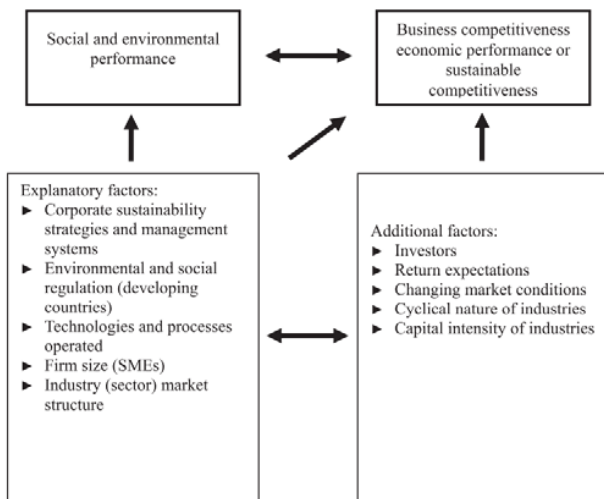 Social and environmental
performance
Business competitiveness
economic performance or
sustainable
competitiveness
Explanatory factors:
► Corporate sustainability
strategies and management
systems
► Environmental and social
regulation (developing
countries)
► Technologies and processes
operated
► Firm size (SMEs)
► Industry (sector) market
structure
Additional factors:
► Investors
► Return expectations
► Changing market conditions
► Cyclical nature of industries
► Capital intensity of industries